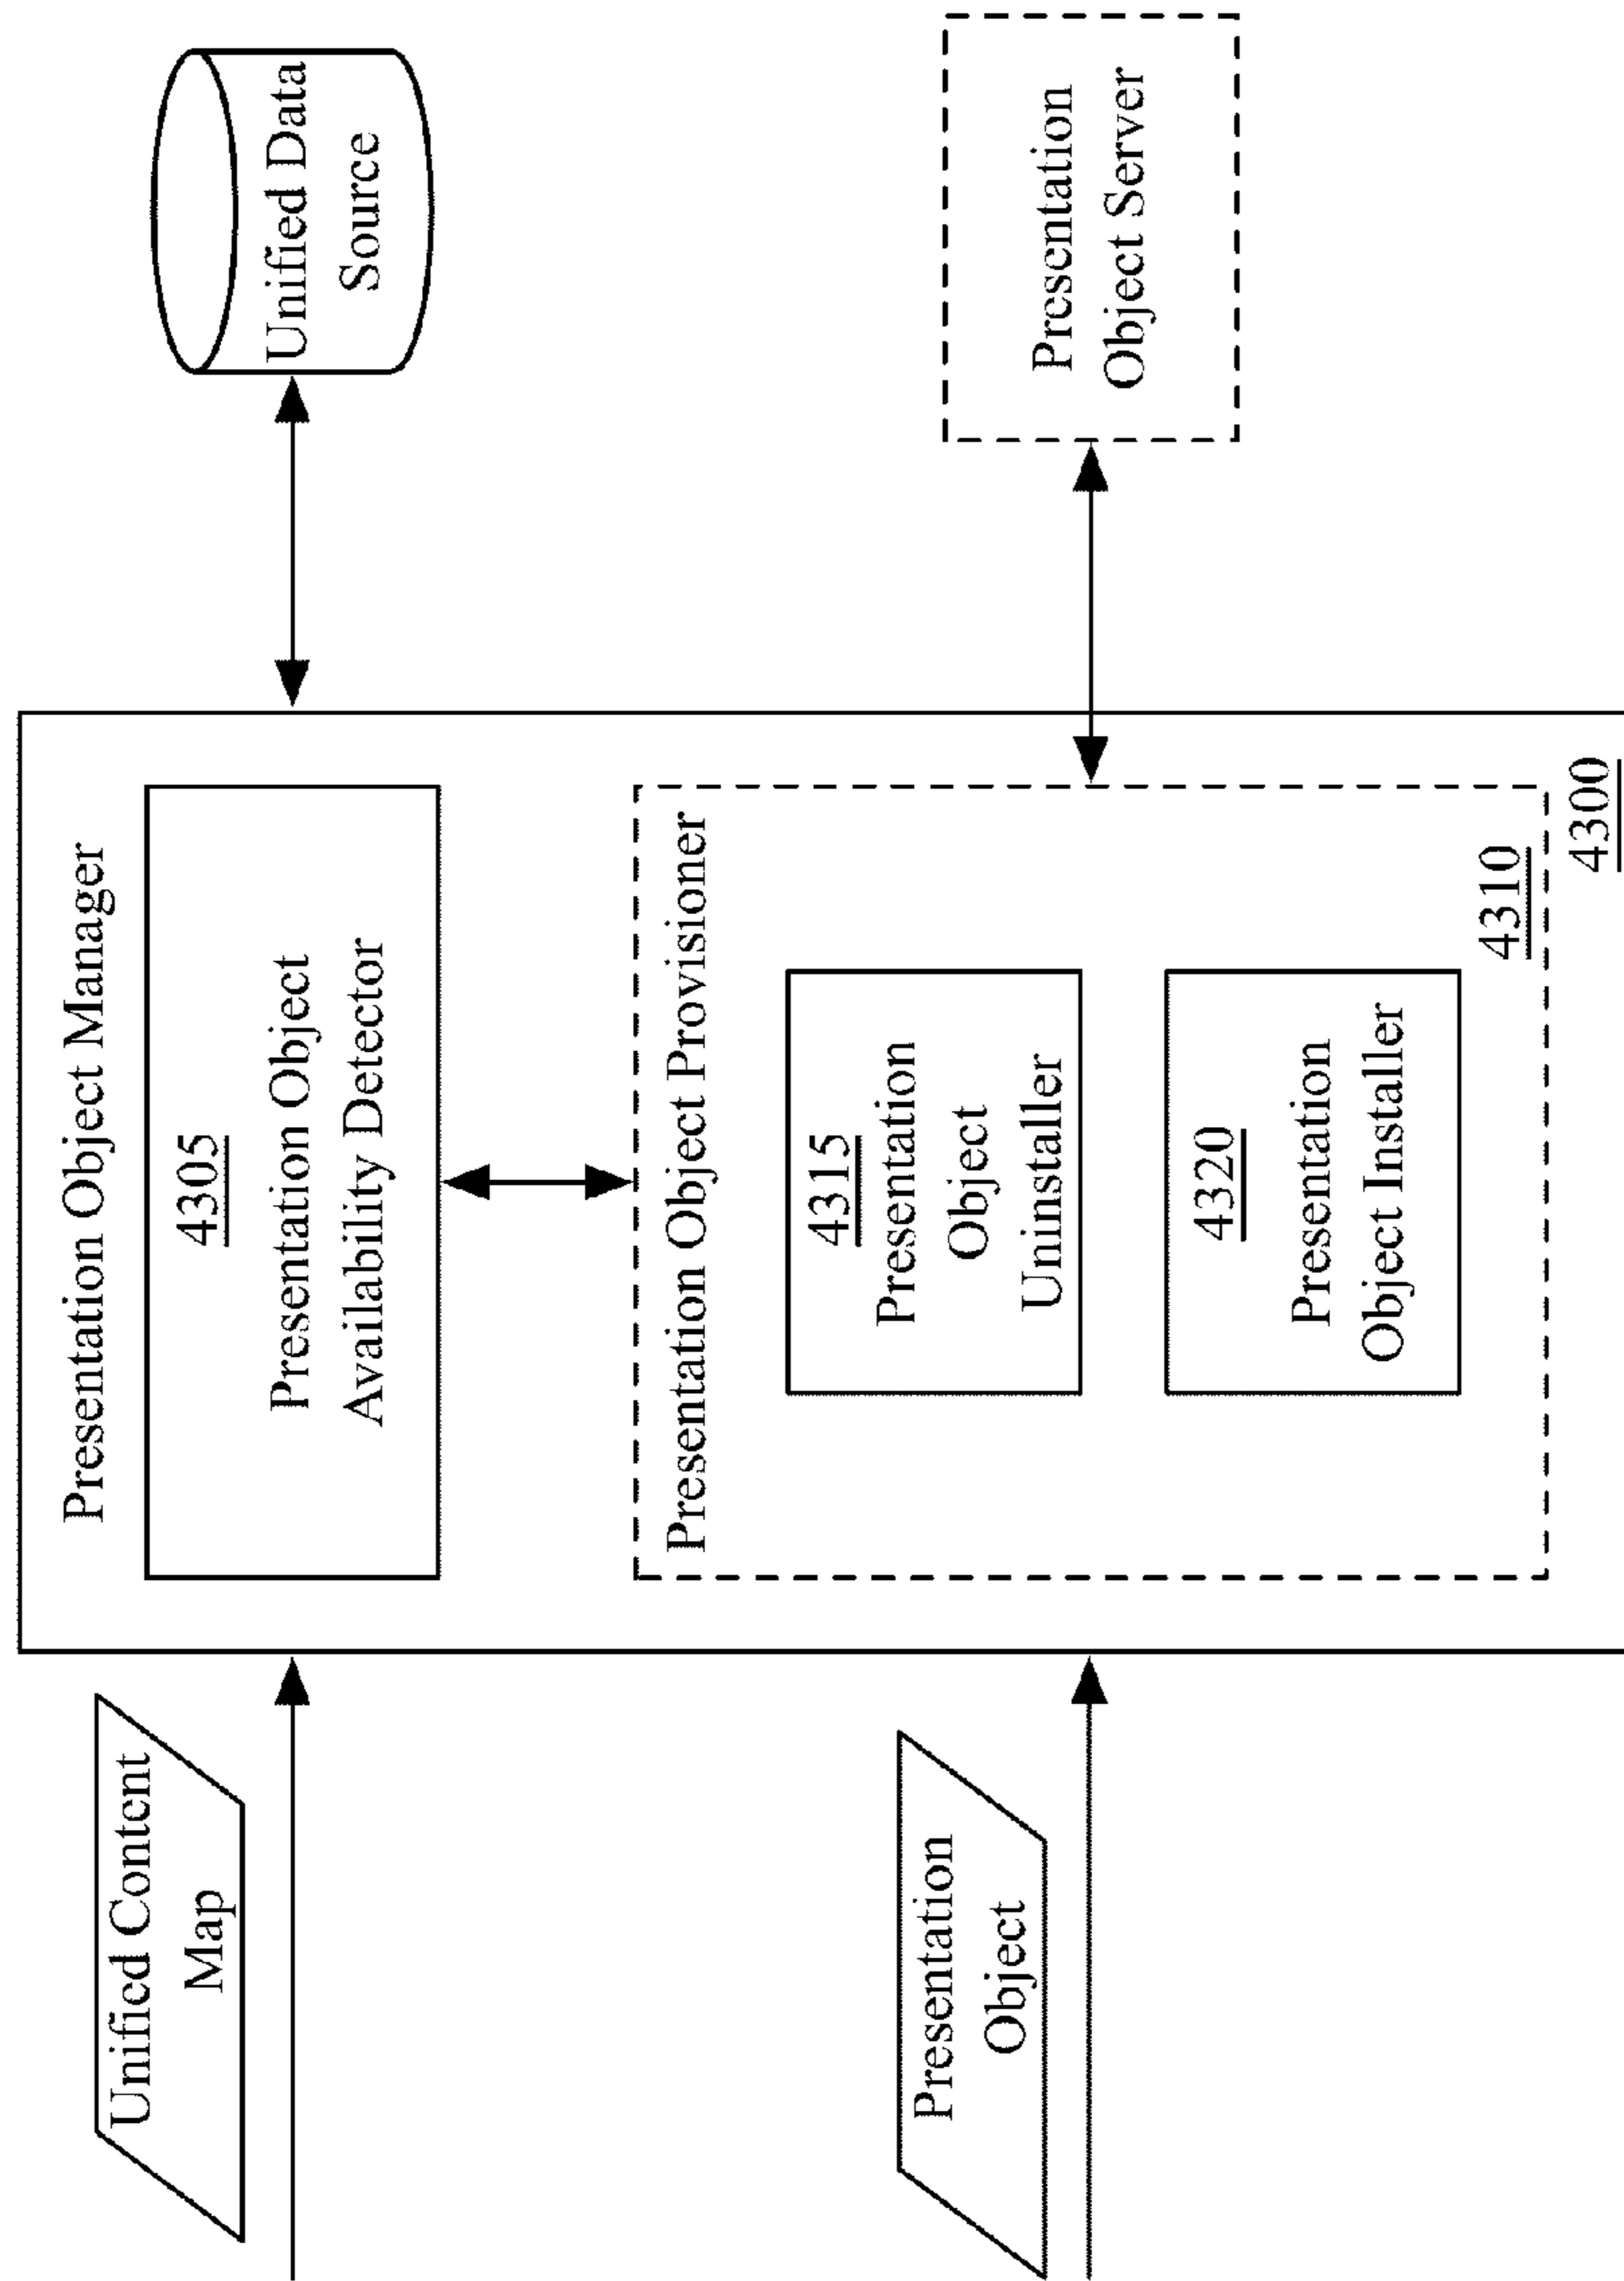 Unified Content
Map
Presentation
Object
Presentation Object Manager
4305
Presentation Object
Availability Detector
Presentation Object Provisioner
4315
Presentation
Object
Uninstaller
4320
Presentation
Object Installer
4310
4300
Unified Data
Source
Presentation
Object Server